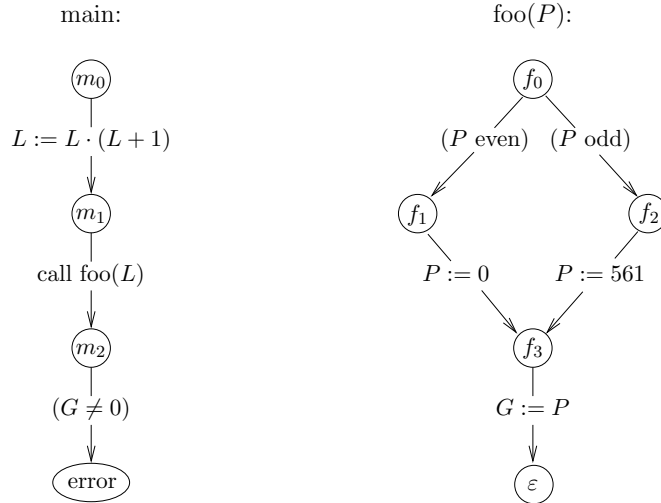 main:
m₀
L := L · (L + 1)
m₁
call foo(L)
m₂
(G ≠ 0)
error
foo(P):
f₀
(P even)
(P odd)
f₁
f₂
P := 0
P := 561
f₃
G := P
ε